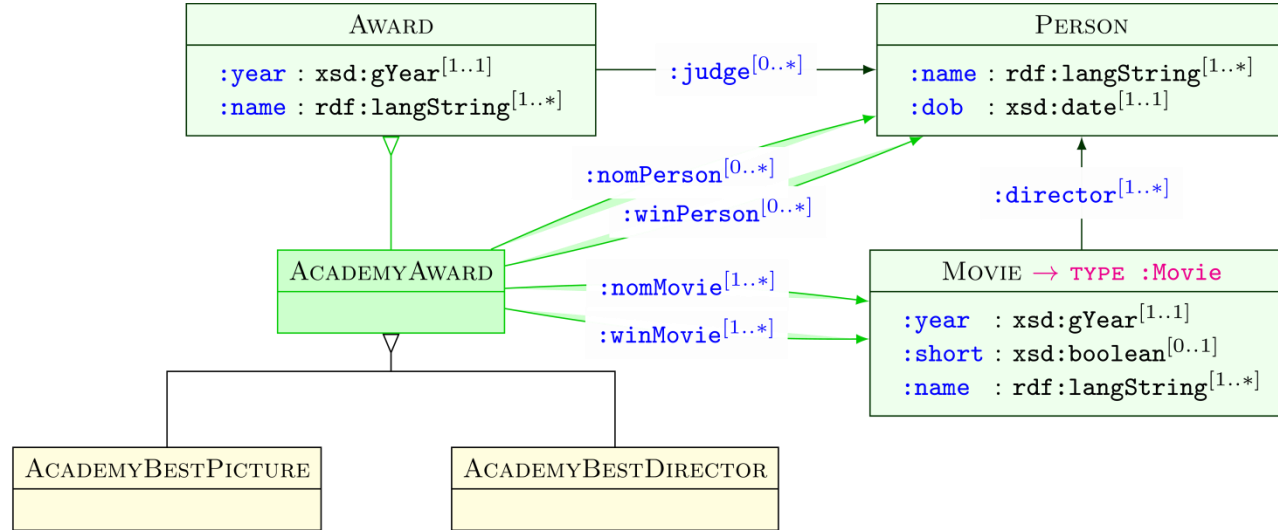 AWARD
:year : xsd:gYear[1..1]
:name : rdf:langString[1..*]
:judge[0..*]
PERSON
:name : rdf:langString[1..*]
:dob : xsd:date[1..1]
:nomPerson[0..*]
:winPerson[0..*]
:director[1..*]
ACADEMYAWARD
:nomMovie[1..*]
:winMovie[1..*]
MOVIE → TYPE :Movie
:year : xsd:gYear[1..1]
:short : xsd:boolean[0..1]
:name : rdf:langString[1..*]
ACADEMYBESTPICTURE
ACADEMYBESTDIRECTOR